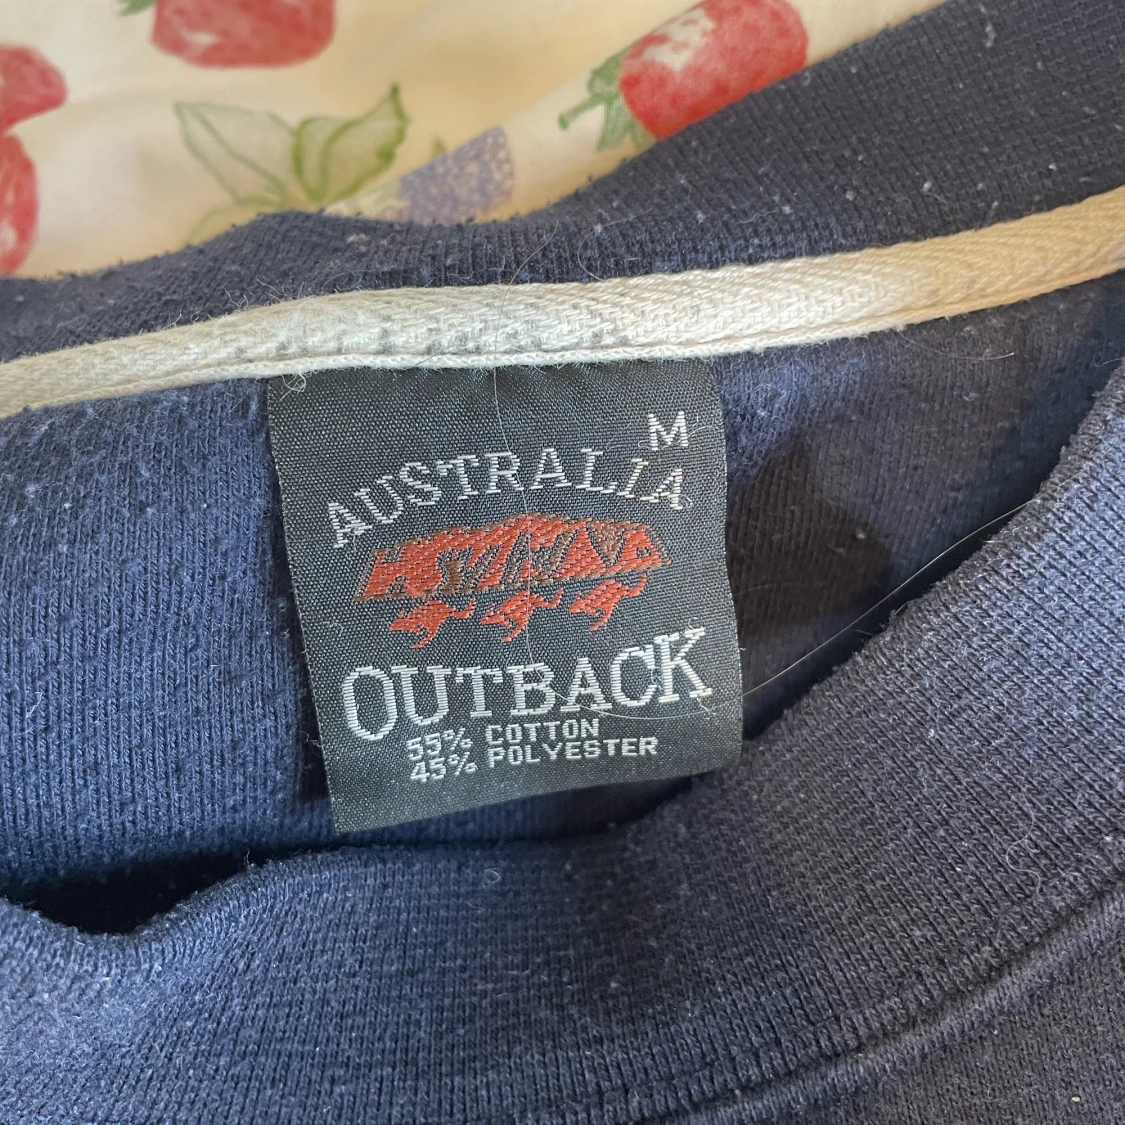 M
AUSTRALIA
OUTBACK
55% COTTON
45% POLYESTER